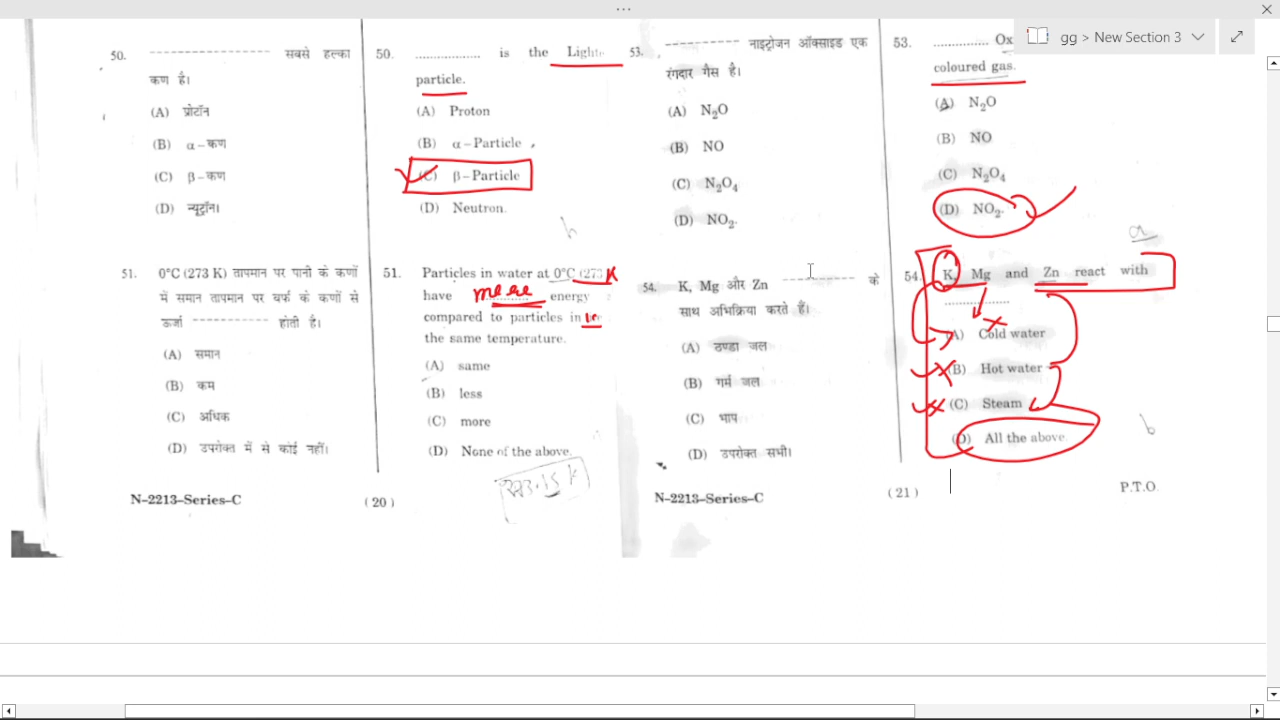 gg > New Section 3
50. ---------------- सबसे हल्का
कण है।
(A) प्रोटॉन
(B) α-कण
(C) β-कण
(D) न्यूट्रॉन।
51. 0°C (273 K) तापमान पर पानी के कणों
में समान तापमान पर बर्फ के कणों से
ऊर्जा ----------- होती है।
(A) समान
(B) कम
(C) अधिक
(D) उपरोक्त में से कोई नहीं।
N-2213-Series-C
(20)
50. ................ is the Light
particle.
(A) Proton
(B) α-Particle
(C) β-Particle
(D) Neutron.
51. Particles in water at 0°C (273 K
have more energy
compared to particles in
the same temperature.
(A) same
(B) less
(C) more
(D) None of the above.
273.15 K
53. ----------- नाइट्रोजन ऑक्साइड एक
रंगदार गैस है।
(A) N₂O
(B) NO
(C) N₂O₄
(D) NO₂.
54. K, Mg और Zn ----------- के
साथ अभिक्रिया करते हैं।
(A) ठण्डा जल
(B) गर्म जल
(C) भाप
(D) उपरोक्त सभी।
N-2213-Series-C
(21)
53. ............... Ox
coloured gas.
(A) N₂O
(B) NO
(C) N₂O₄
(D) NO₂.
54. K, Mg and Zn react with
..................
(A) Cold water
(B) Hot water
(C) Steam
(D) All the above.
P.T.O.